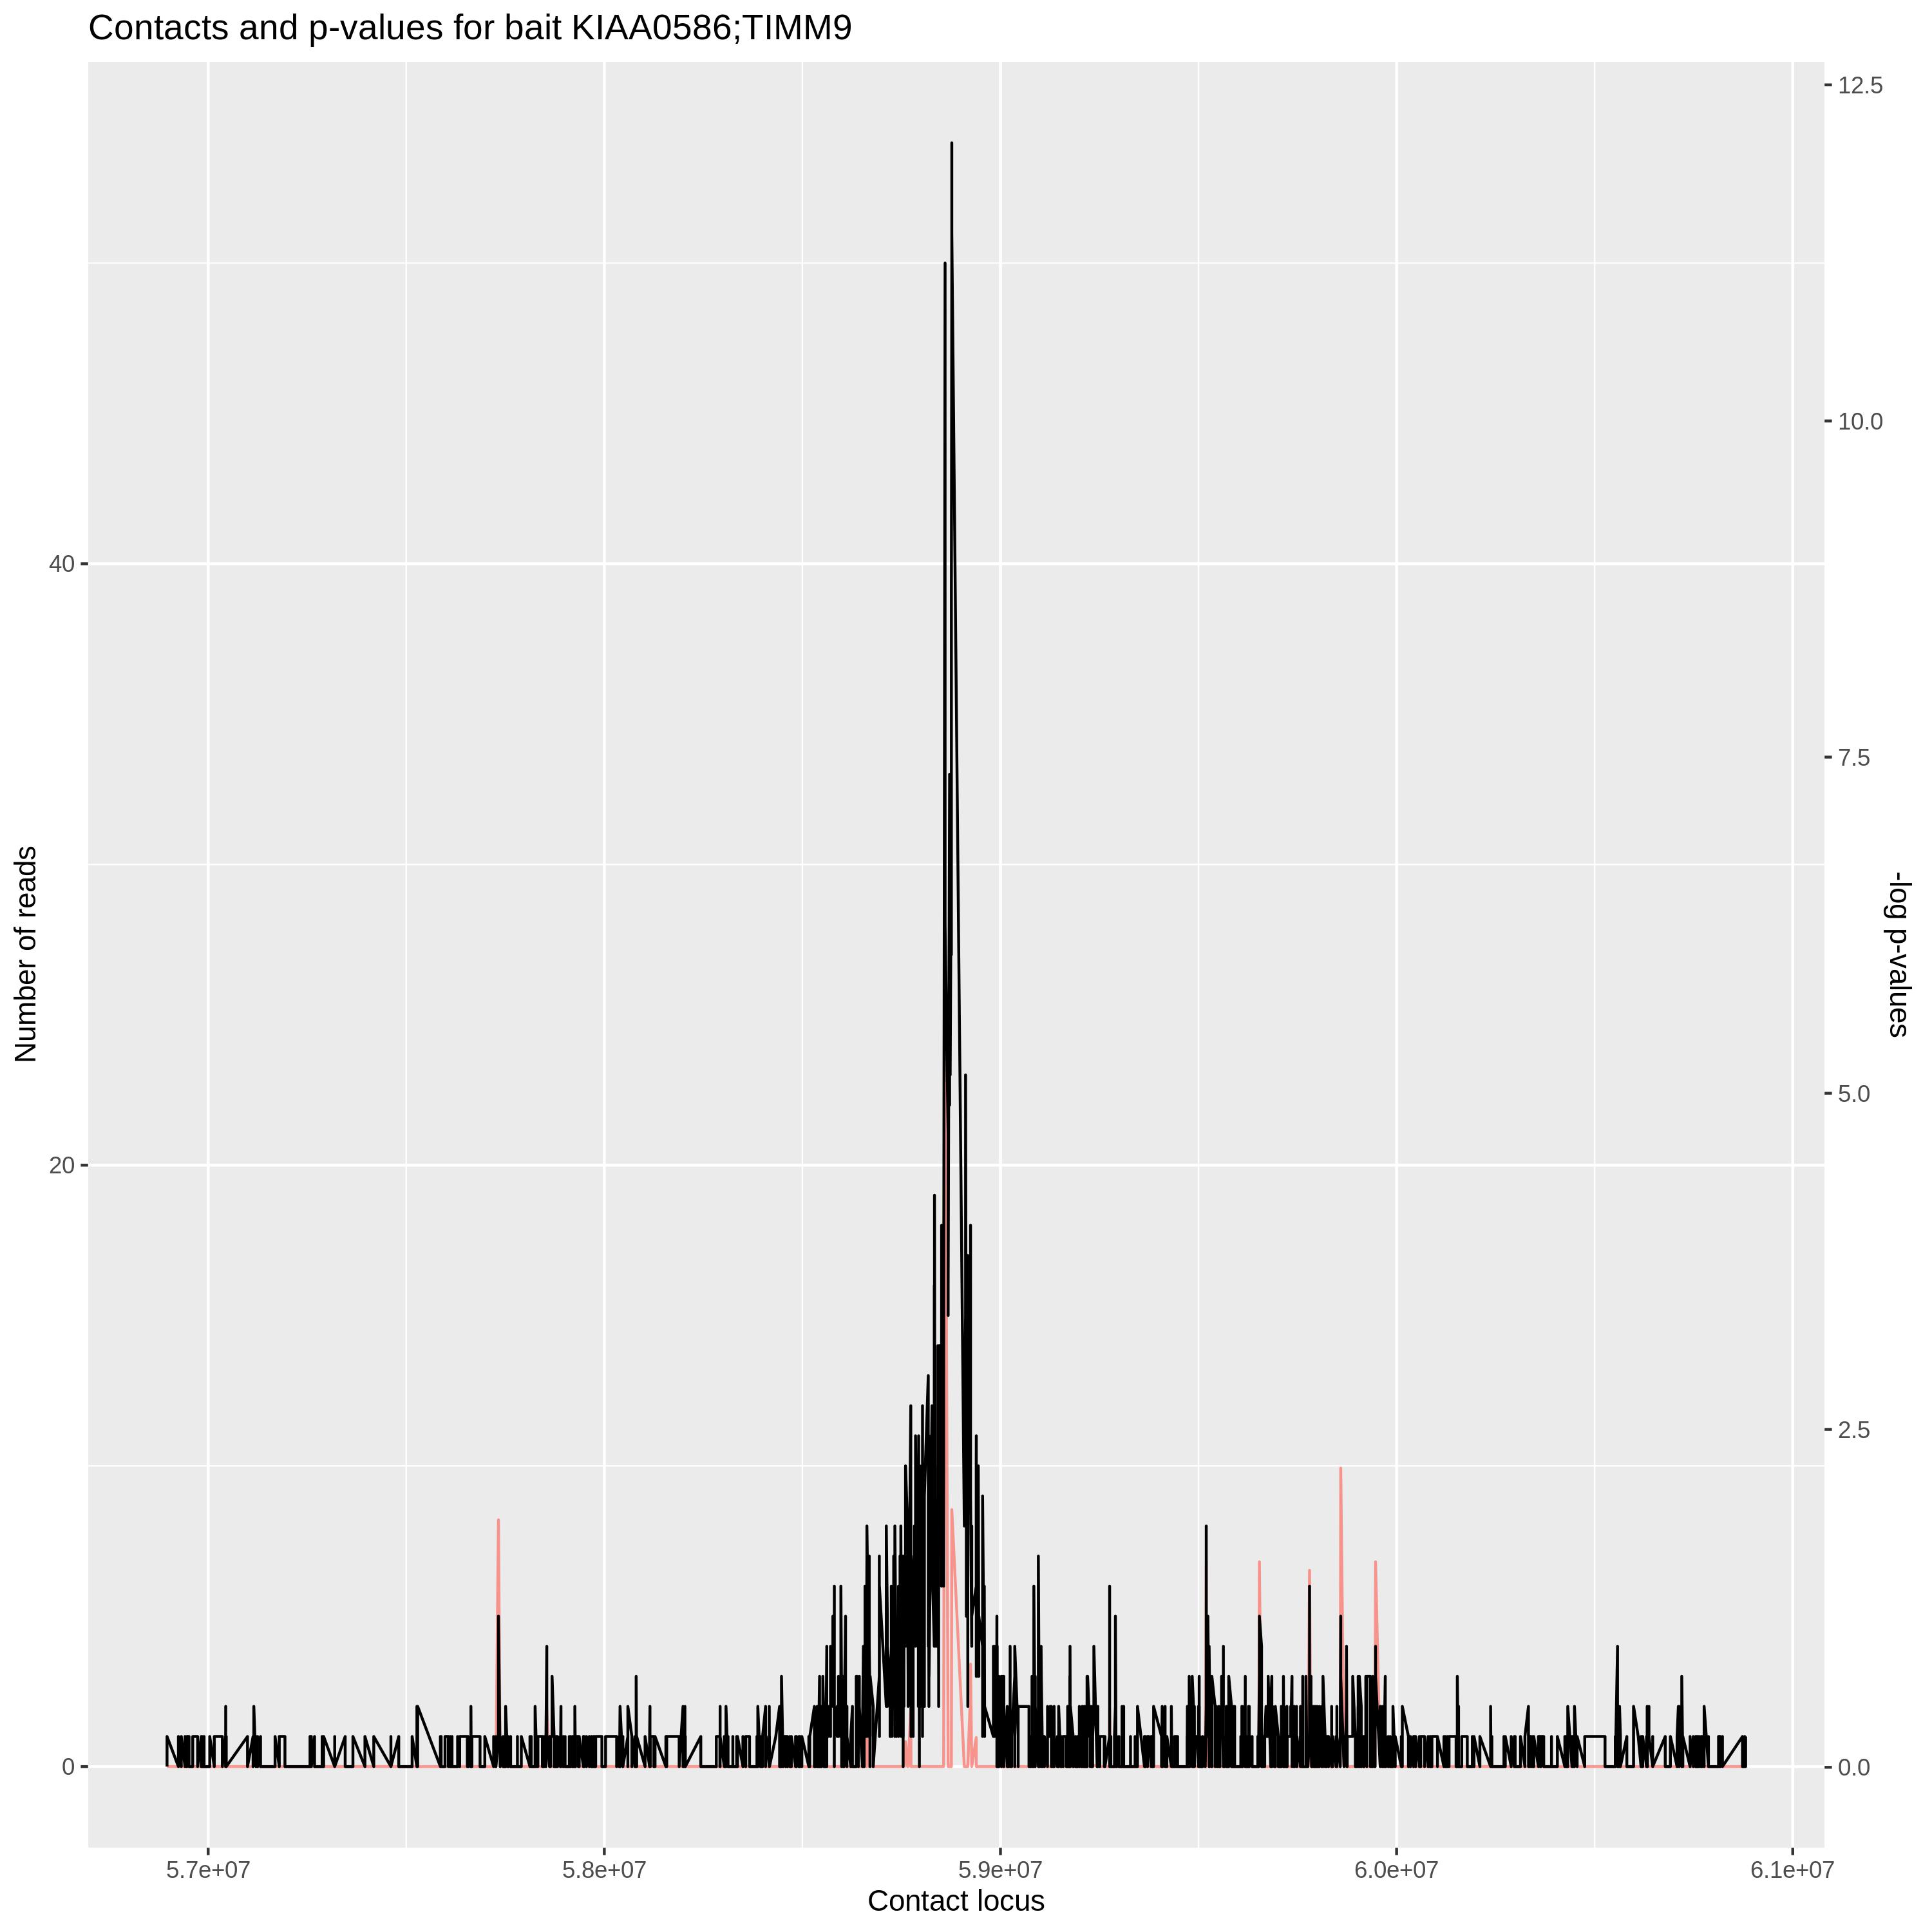 Contacts and p-values for bait KIAA0586;TIMM9
Number of reads
40
20
0
12.5
10.0
7.5
5.0
2.5
0.0
-log p-values
5.7e+07 5.8e+07 5.9e+07 6.0e+07 6.1e+07
Contact locus